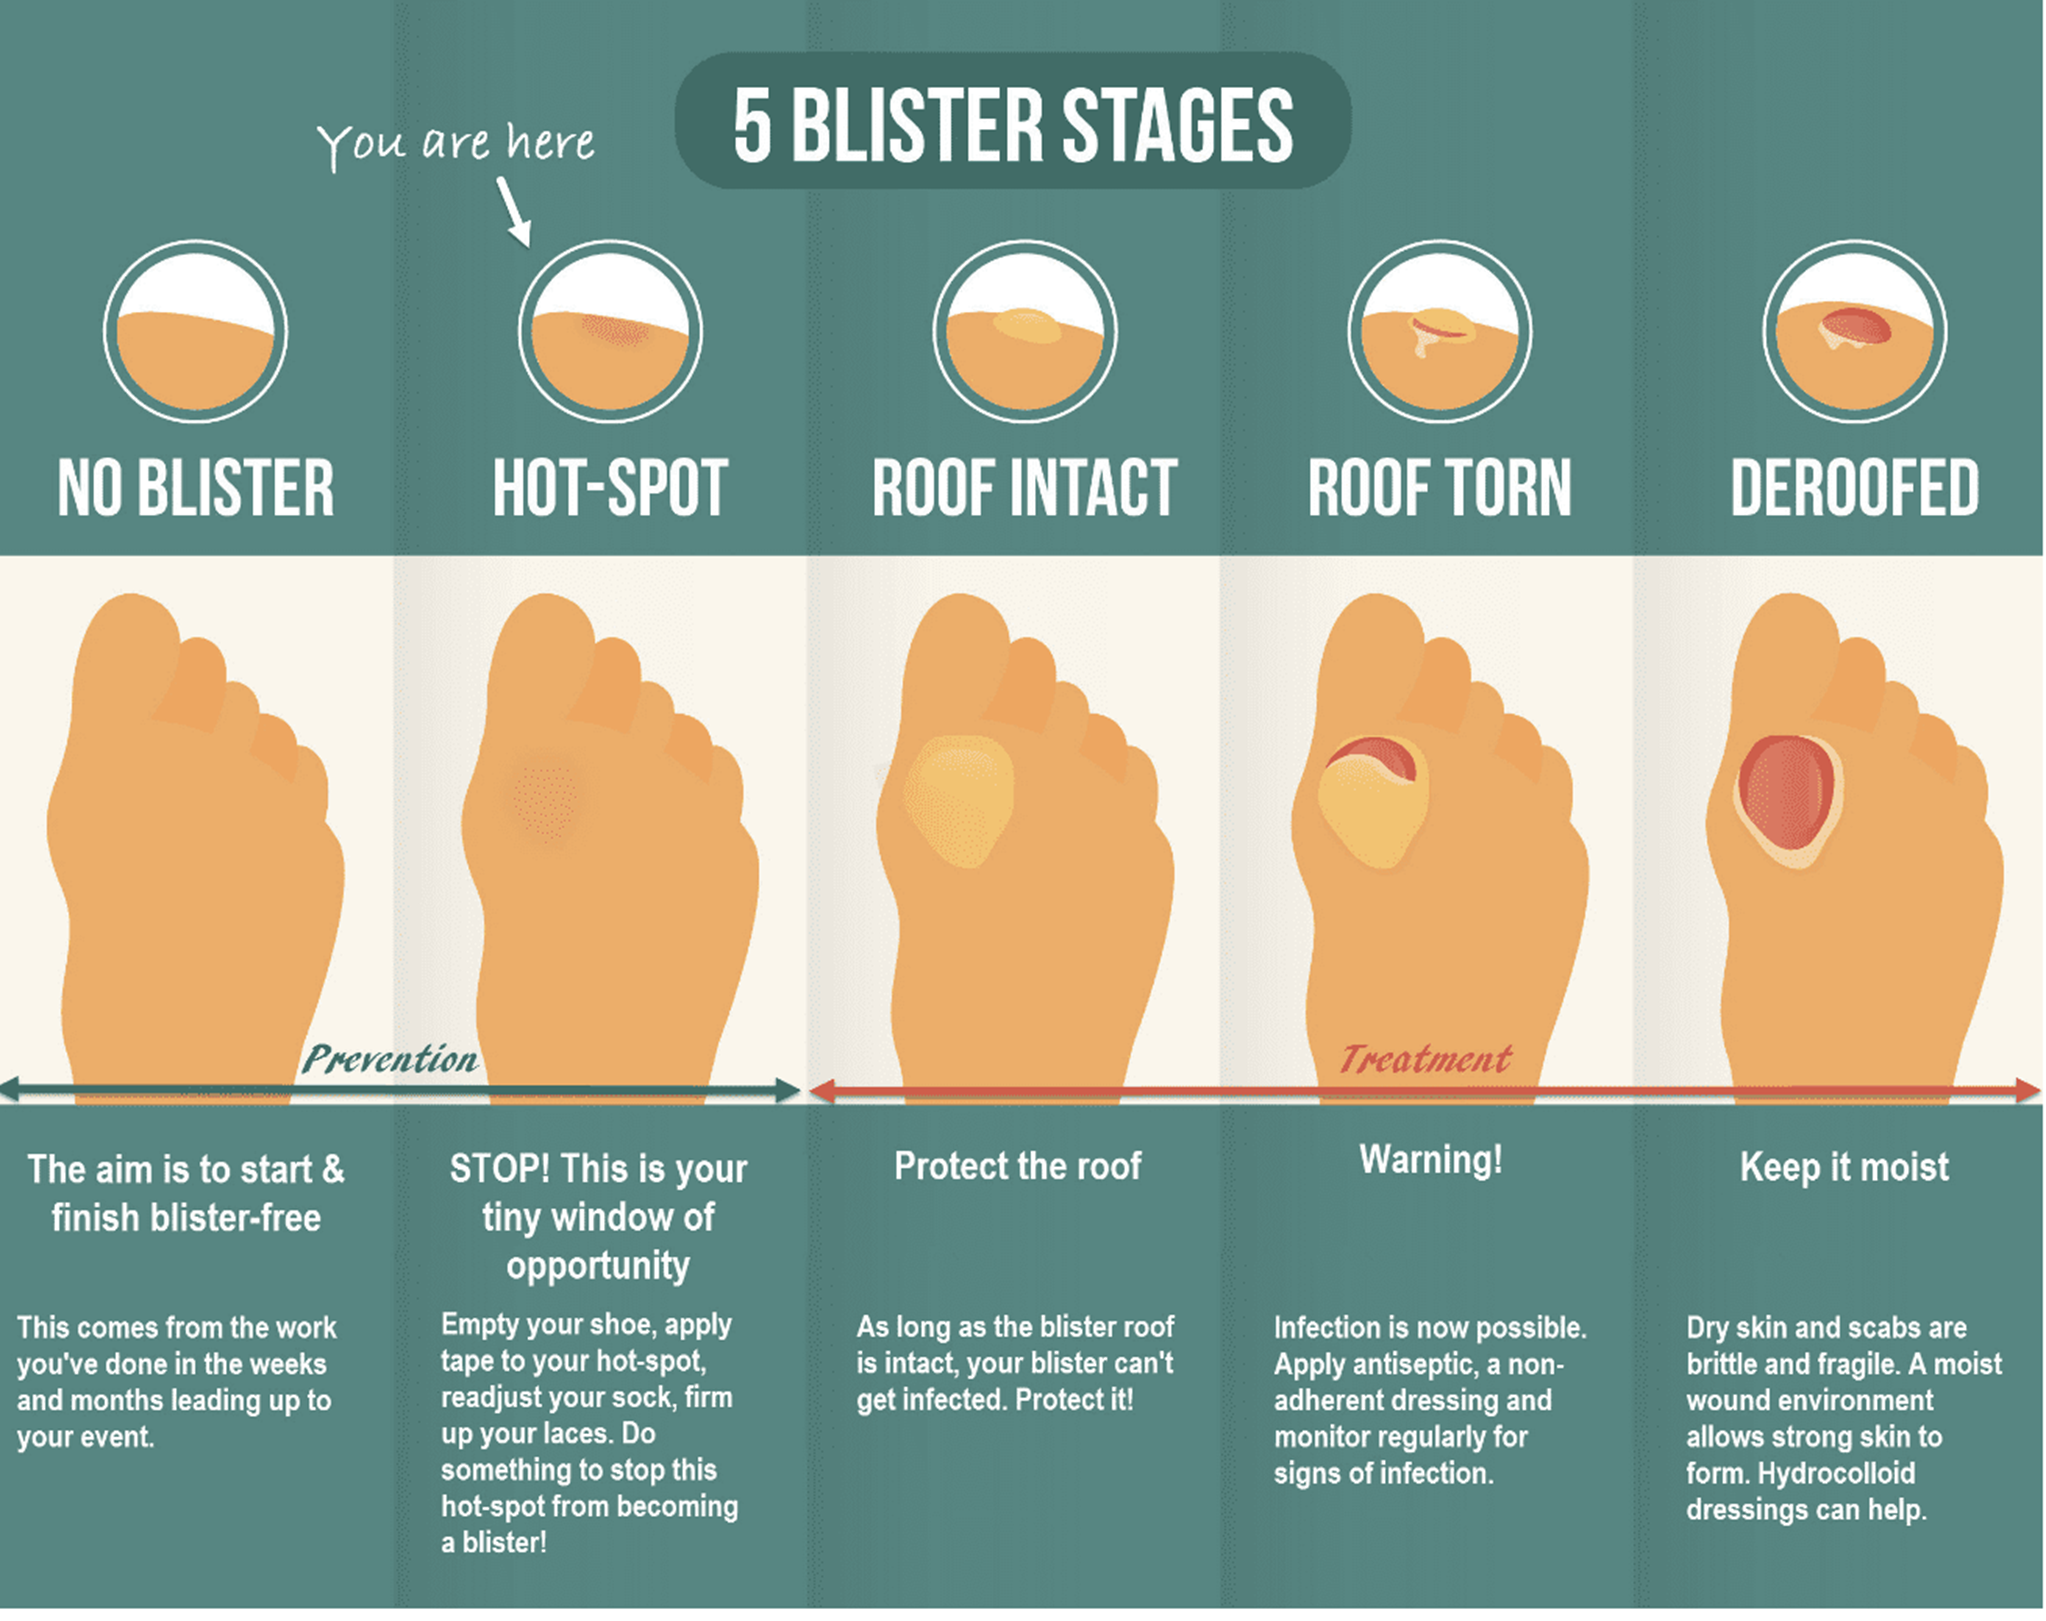 5 BLISTER STAGES
You are here
NO BLISTER
HOT-SPOT
ROOF INTACT
ROOF TORN
DEROOFED
Prevention
Treatment
The aim is to start &
finish blister-free
This comes from the work
you've done in the weeks
and months leading up to
your event.
STOP! This is your
tiny window of
opportunity
Empty your shoe, apply
tape to your hot-spot,
readjust your sock, firm
up your laces. Do
something to stop this
hot-spot from becoming
a blister!
Protect the roof
As long as the blister roof
is intact, your blister can't
get infected. Protect it!
Warning!
Infection is now possible.
Apply antiseptic, a non-
adherent dressing and
monitor regularly for
signs of infection.
Keep it moist
Dry skin and scabs are
brittle and fragile. A moist
wound environment
allows strong skin to
form. Hydrocolloid
dressings can help.